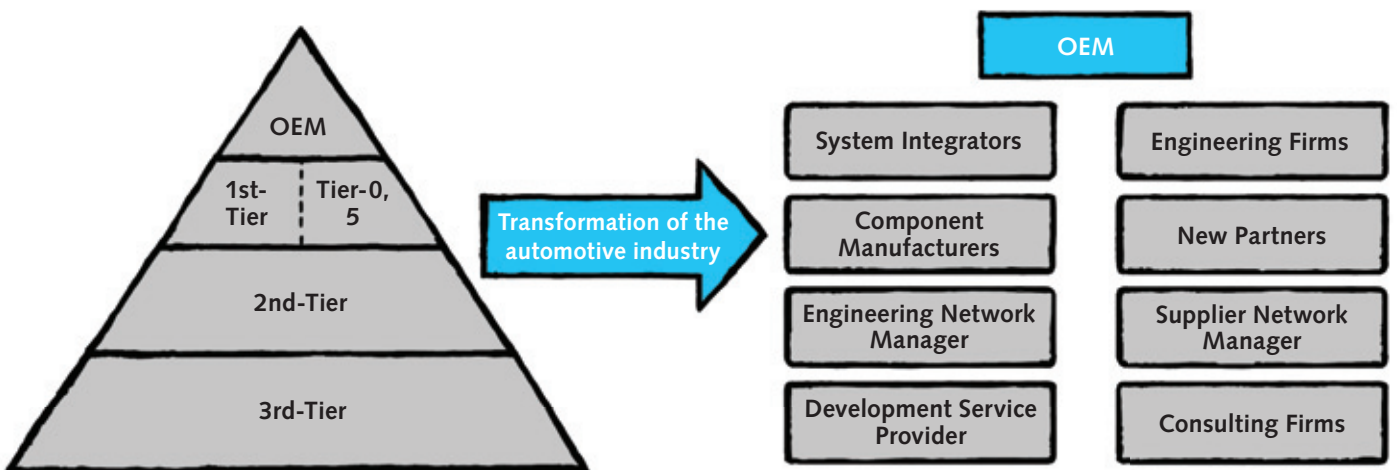 OEM
1st-
Tier
Tier-0,
5
2nd-Tier
3rd-Tier
Transformation of the
automotive industry
OEM
System Integrators
Engineering Firms
Component
Manufacturers
New Partners
Engineering Network
Manager
Supplier Network
Manager
Development Service
Provider
Consulting Firms